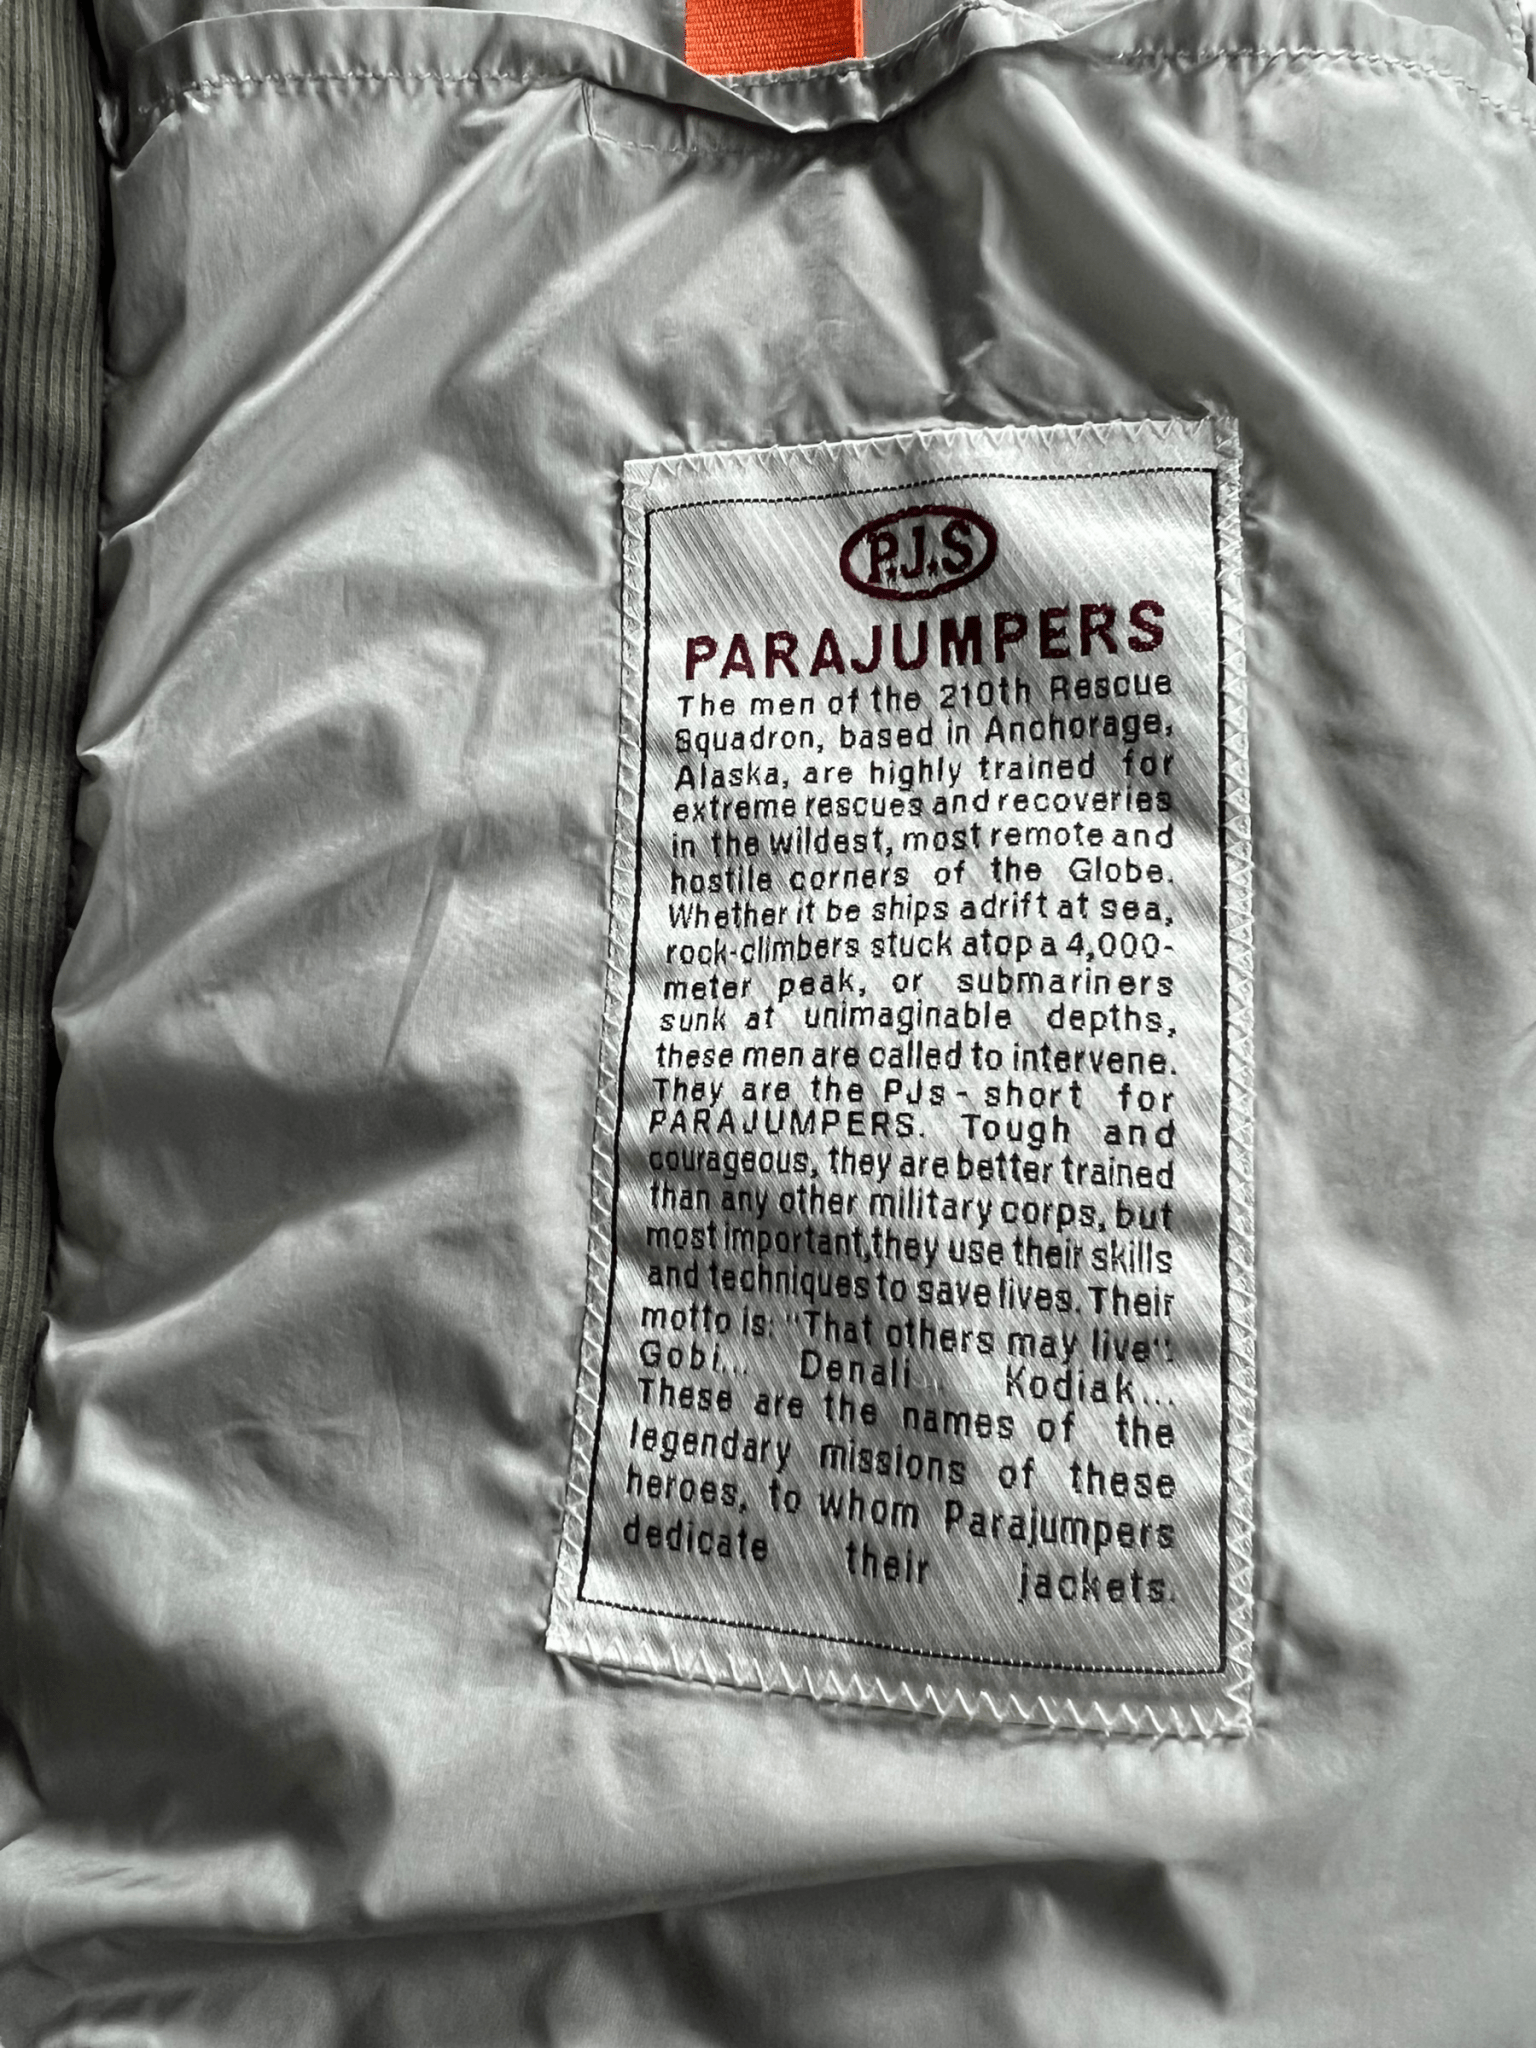 P.J.S
PARAJUMPERS
The men of the 210th Rescue
Squadron, based in Anchorage,
Alaska, are highly trained for
extreme rescues and recoveries
in the wildest, most remote and
hostile corners of the Globe.
Whether it be ships adrift at sea,
rock-climbers stuck atop a 4,000-
meter peak, or submariners
sunk at unimaginable depths,
these men are called to intervene.
They are the PJs - short for
PARAJUMPERS. Tough and
courageous, they are better trained
than any other military corps, but
most important,they use their skills
and techniques to save lives. Their
motto is: "That others may live".
Gobi... Denali... Kodiak...
These are the names of the
legendary missions of these
heroes, to whom Parajumpers
dedicate their jackets.